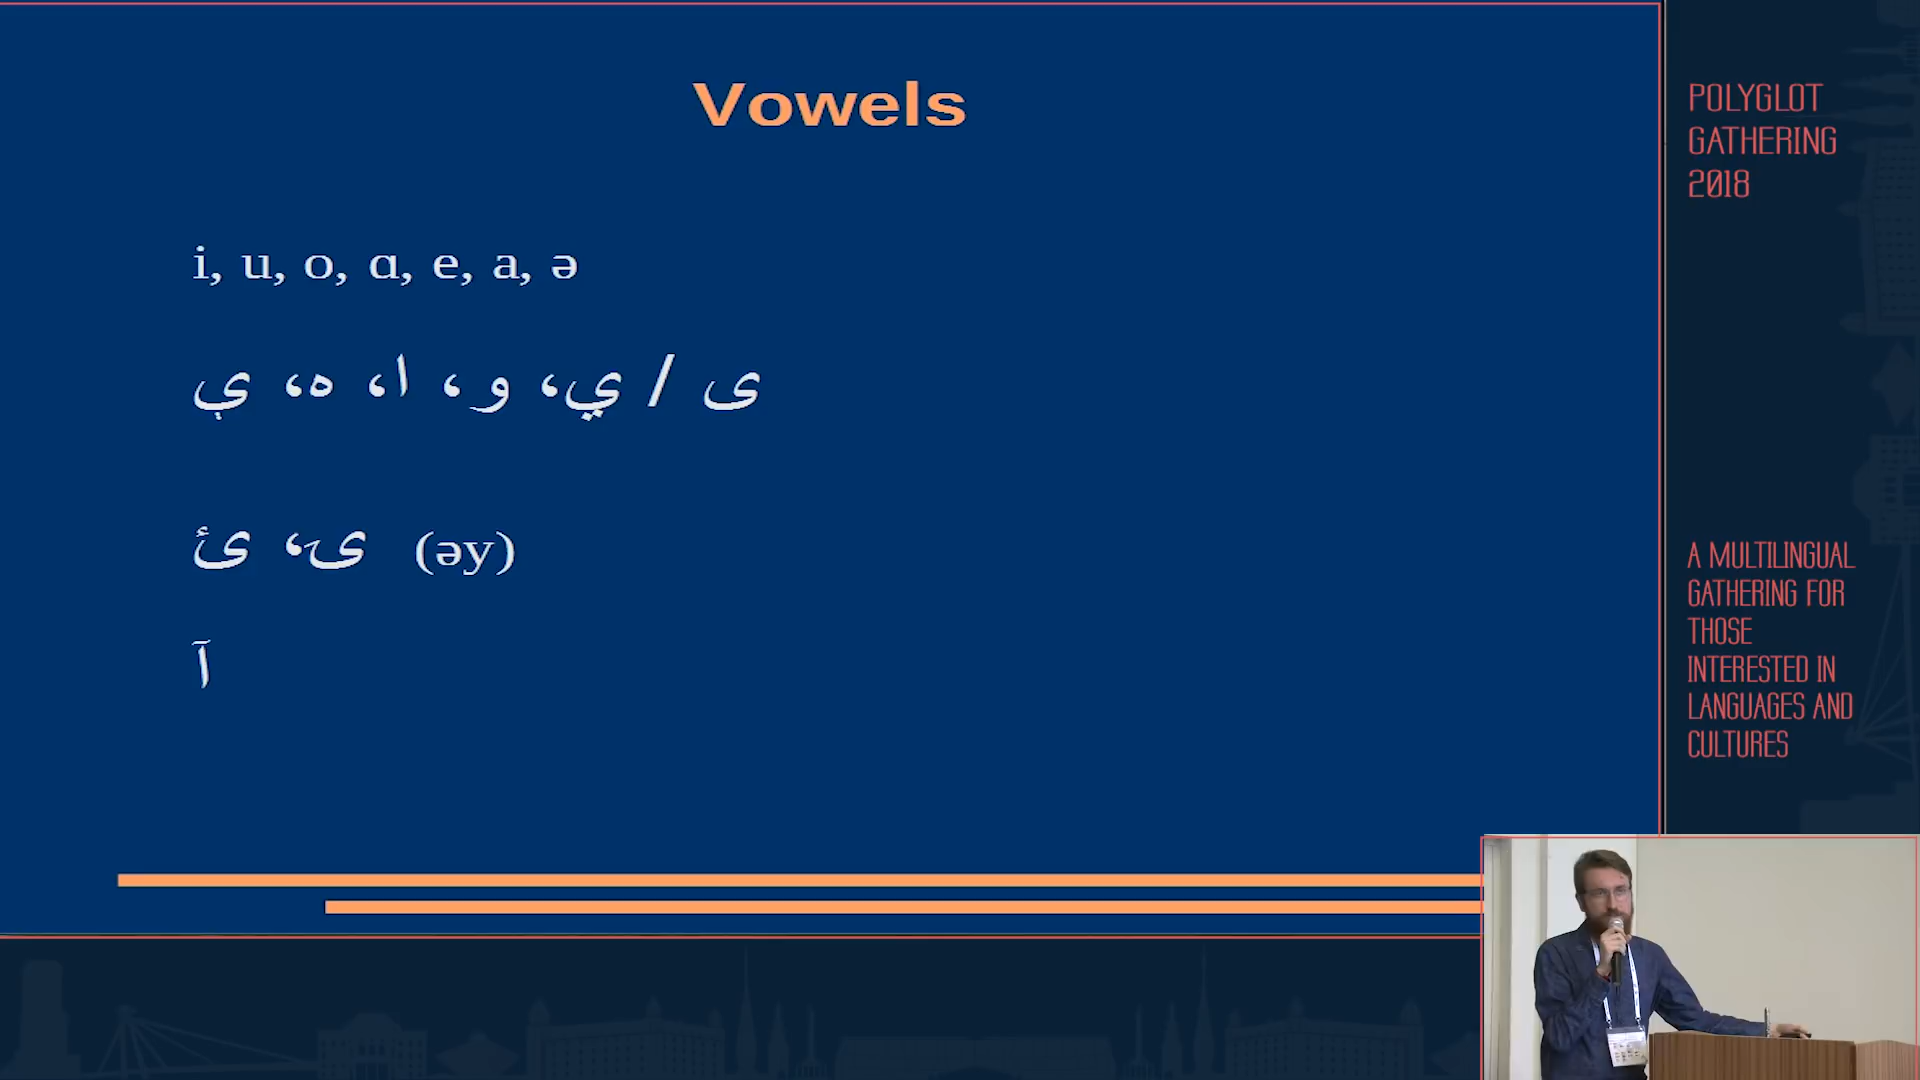 Vowels
i, u, o, ɑ, e, a, ə
ی / ي، و ، ا، ه، ې
ۍ، ئ (əy)
آ
POLYGLOT
GATHERING
2018
A MULTILINGUAL
GATHERING FOR
THOSE
INTERESTED IN
LANGUAGES AND
CULTURES